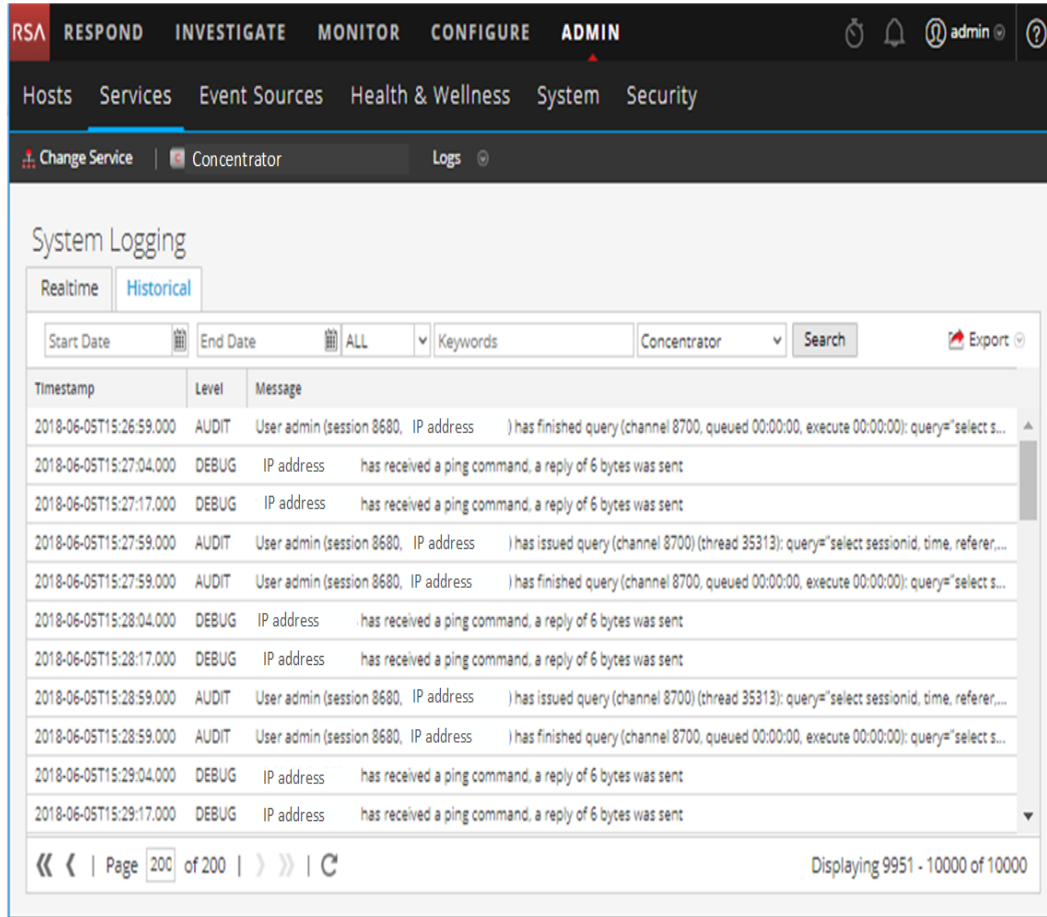 RSA RESPOND INVESTIGATE MONITOR CONFIGURE ADMIN admin
Hosts Services Event Sources Health & Wellness System Security
Change Service | C Concentrator Logs
System Logging
Realtime Historical
Start Date End Date ALL Keywords Concentrator Search Export
Timestamp Level Message
2018-06-05T15:26:59.000 AUDIT User admin (session 8680, IP address ) has finished query (channel 8700, queued 00:00:00, execute 00:00:00): query="select s...
2018-06-05T15:27:04.000 DEBUG IP address has received a ping command, a reply of 6 bytes was sent
2018-06-05T15:27:17.000 DEBUG IP address has received a ping command, a reply of 6 bytes was sent
2018-06-05T15:27:59.000 AUDIT User admin (session 8680, IP address ) has issued query (channel 8700) (thread 35313): query="select sessionid, time, referer,...
2018-06-05T15:27:59.000 AUDIT User admin (session 8680, IP address ) has finished query (channel 8700, queued 00:00:00, execute 00:00:00): query="select s...
2018-06-05T15:28:04.000 DEBUG IP address has received a ping command, a reply of 6 bytes was sent
2018-06-05T15:28:17.000 DEBUG IP address has received a ping command, a reply of 6 bytes was sent
2018-06-05T15:28:59.000 AUDIT User admin (session 8680, IP address ) has issued query (channel 8700) (thread 35313): query="select sessionid, time, referer,...
2018-06-05T15:28:59.000 AUDIT User admin (session 8680, IP address ) has finished query (channel 8700, queued 00:00:00, execute 00:00:00): query="select s...
2018-06-05T15:29:04.000 DEBUG IP address has received a ping command, a reply of 6 bytes was sent
2018-06-05T15:29:17.000 DEBUG IP address has received a ping command, a reply of 6 bytes was sent
| Page 200 of 200 | | Displaying 9951 - 10000 of 10000